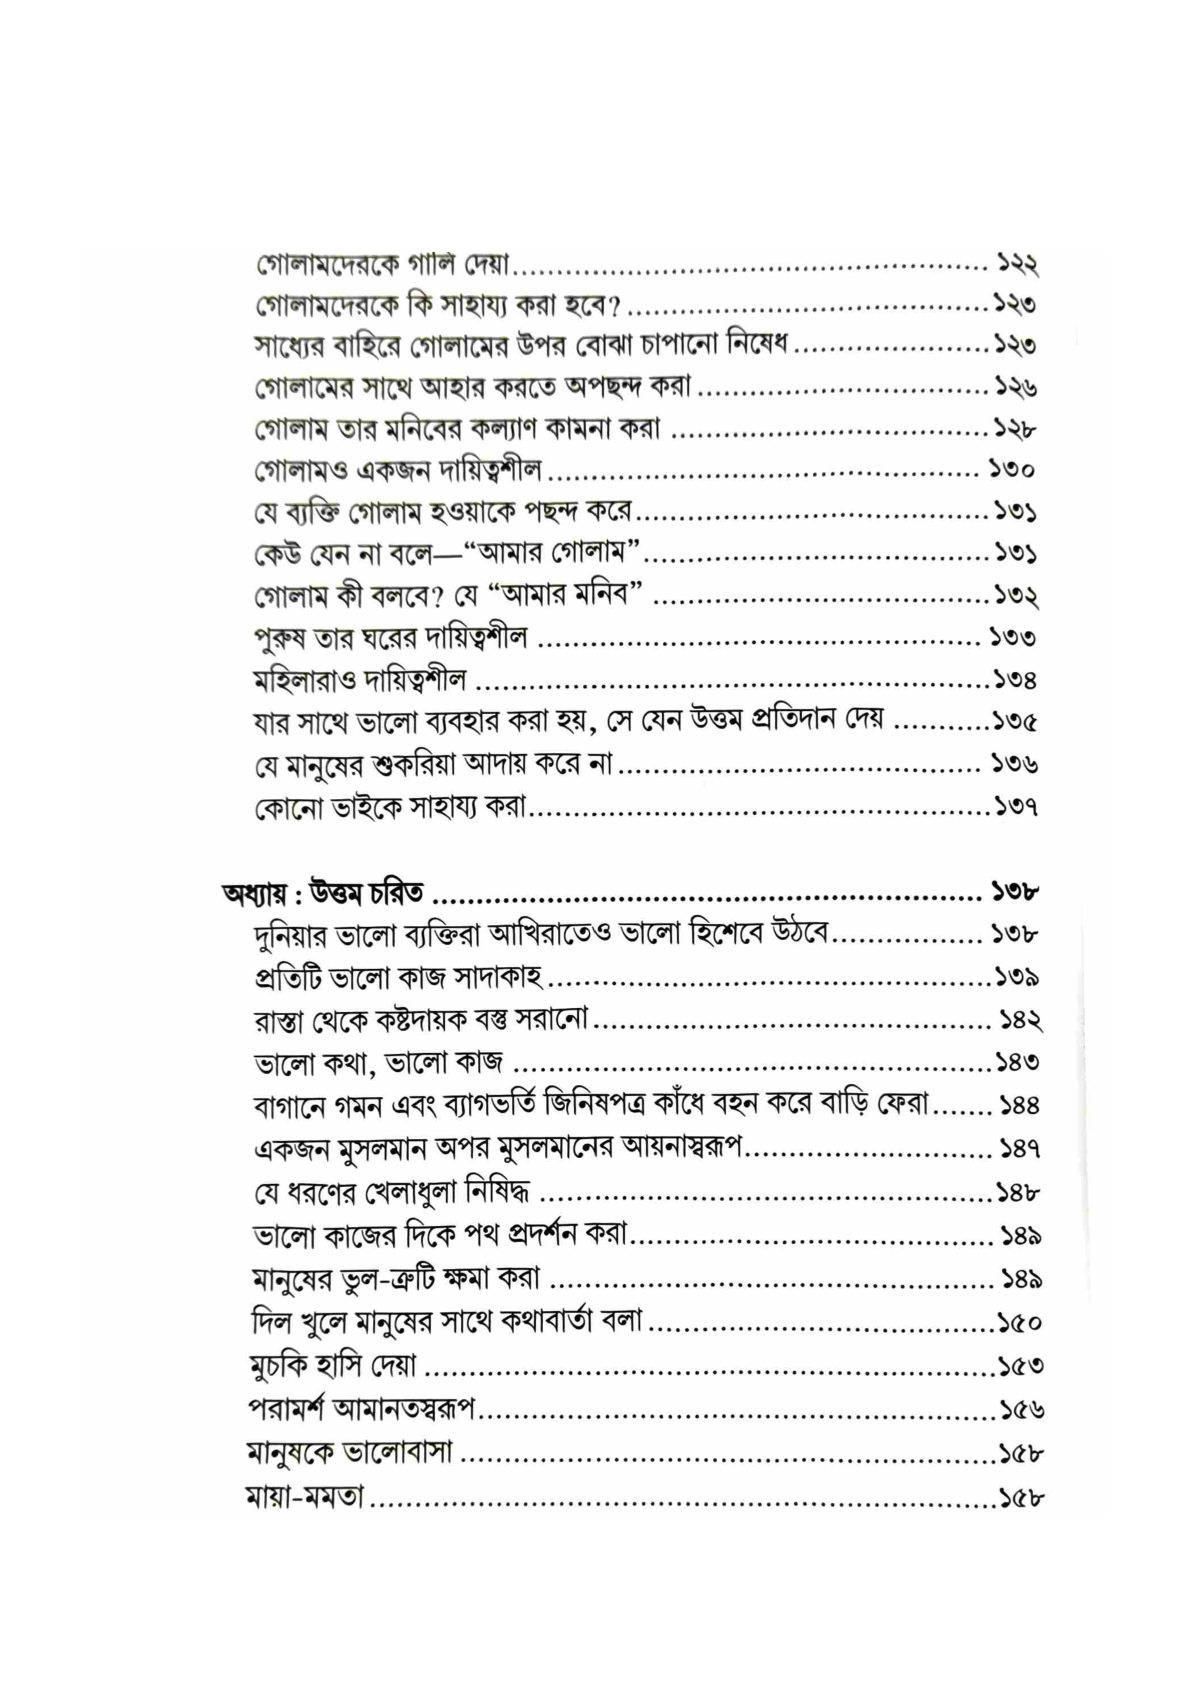 গোলামদেরকে গালি দেয়া........................................................ ১২২
গোলামদেরকে কি সাহায্য করা হবে? ..........................................১২৩
সাধ্যের বাহিরে গোলামের উপর বোঝা চাপানো নিষেধ ......................১২৩
গোলামের সাথে আহার করতে অপছন্দ করা ..................................১২৬
গোলাম তার মনিবের কল্যাণ কামনা করা .....................................১২৮
গোলামও একজন দায়িত্বশীল.................................................. ১৩০
যে ব্যক্তি গোলাম হওয়াকে পছন্দ করে.........................................১৩১
কেউ যেন না বলে—“আমার গোলাম”........................................১৩১
গোলাম কী বলবে? যে “আমার মনিব” .......................................১৩২
পুরুষ তার ঘরের দায়িত্বশীল .................................................... ১৩৩
মহিলারাও দায়িত্বশীল ............................................................১৩৪
যার সাথে ভালো ব্যবহার করা হয়, সে যেন উত্তম প্রতিদান দেয় ...........১৩৫
যে মানুষের শুকরিয়া আদায় করে না........................................... ১৩৬
কোনো ভাইকে সাহায্য করা......................................................১৩৭
অধ্যায় : উত্তম চরিত ............................................................ ১৩৮
দুনিয়ার ভালো ব্যক্তিরা আখিরাতেও ভালো হিশেবে উঠবে................. ১৩৮
প্রতিটি ভালো কাজ সাদাকাহ....................................................১৩৯
রাস্তা থেকে কষ্টদায়ক বস্তু সরানো.............................................. ১৪২
ভালো কথা, ভালো কাজ ........................................................১৪৩
বাগানে গমন এবং ব্যাগভর্তি জিনিষপত্র কাঁধে বহন করে বাড়ি ফেরা....... ১৪৪
একজন মুসলমান অপর মুসলমানের আয়নাস্বরূপ............................ ১৪৭
যে ধরণের খেলাধুলা নিষিদ্ধ .....................................................১৪৮
ভালো কাজের দিকে পথ প্রদর্শন করা.......................................... ১৪৯
মানুষের ভুল-ত্রুটি ক্ষমা করা .................................................... ১৪৯
দিল খুলে মানুষের সাথে কথাবার্তা বলা........................................১৫০
মুচকি হাসি দেয়া ..................................................................১৫৩
পরামর্শ আমানতস্বরূপ............................................................১৫৬
মানুষকে ভালোবাসা ..............................................................১৫৮
মায়া-মমতা.........................................................................১৫৮